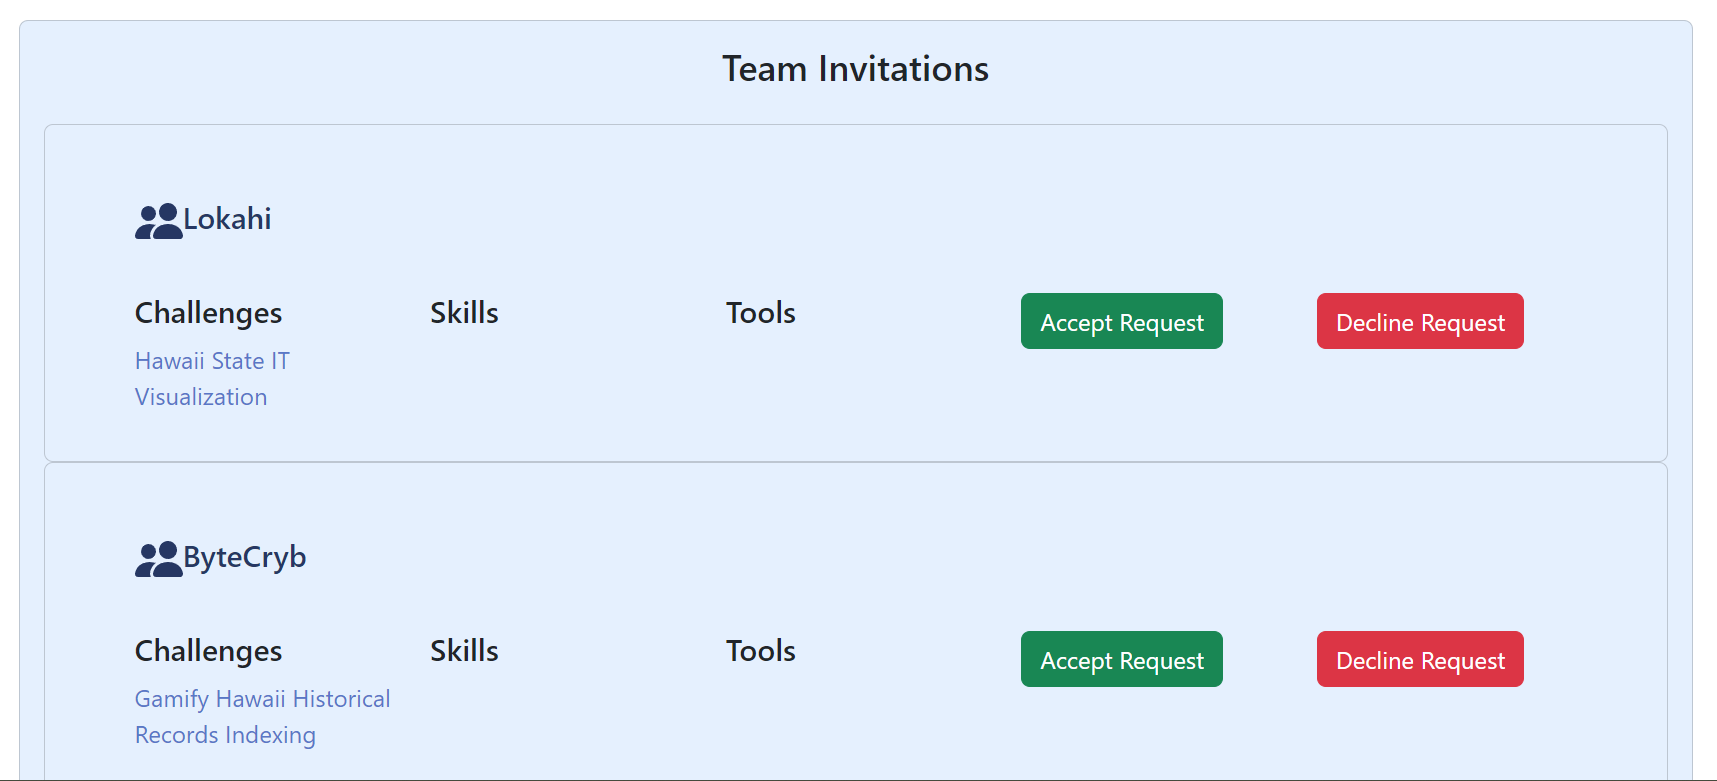 Team Invitations
Lokahi
Challenges Skills Tools Accept Request Decline Request
Hawaii State IT
Visualization
ByteCryb
Challenges Skills Tools Accept Request Decline Request
Gamify Hawaii Historical
Records Indexing